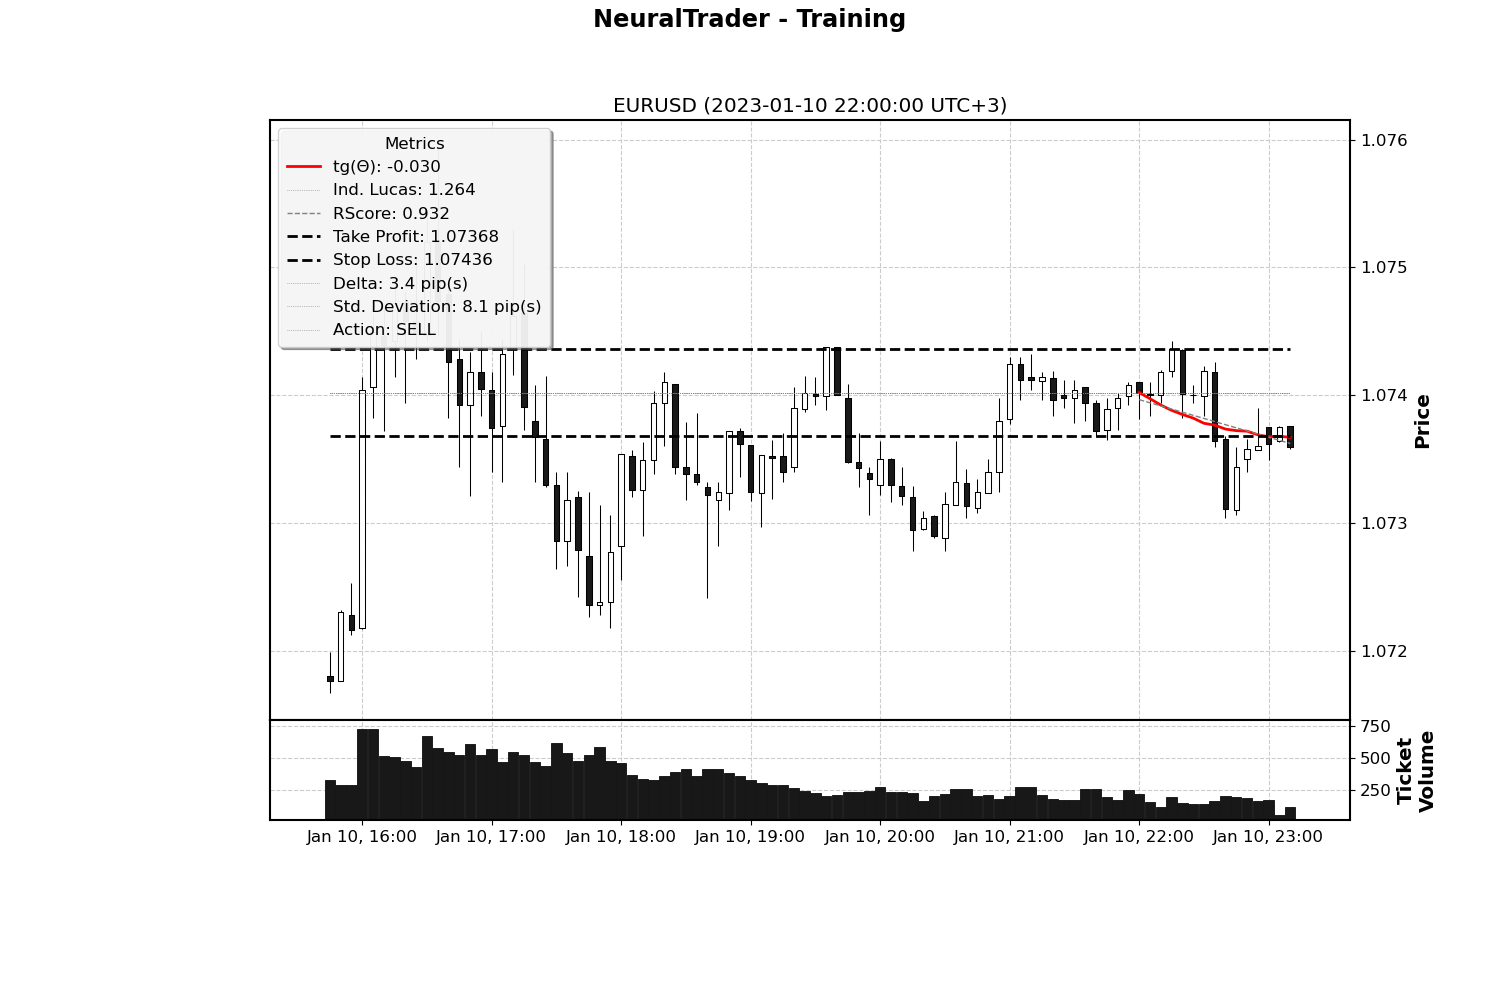 NeuralTrader - Training
EURUSD (2023-01-10 22:00:00 UTC+3)
Metrics
tg(Θ): -0.030
Ind. Lucas: 1.264
RScore: 0.932
Take Profit: 1.07368
Stop Loss: 1.07436
Delta: 3.4 pip(s)
Std. Deviation: 8.1 pip(s)
Action: SELL
1.076
1.075
1.074
1.073
1.072
Price
750
500
250
Ticket
Volume
Jan 10, 16:00 Jan 10, 17:00 Jan 10, 18:00 Jan 10, 19:00 Jan 10, 20:00 Jan 10, 21:00 Jan 10, 22:00 Jan 10, 23:00